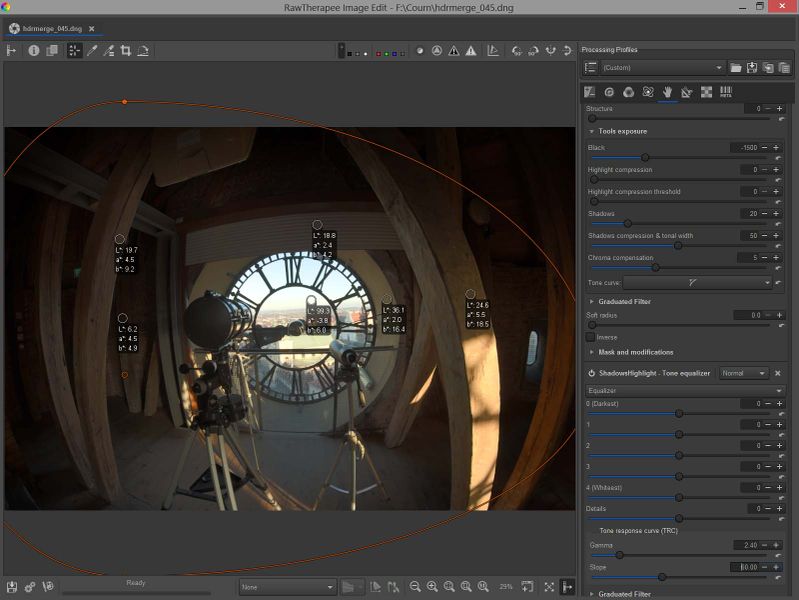 RawTherapee Image Edit - F:\Courn\hdrmerge_045.dng
hdrmerge_045.dng
Processing Profiles
(Custom)
META
Structure 0
Tools exposure
Black -1500
Highlight compression 0
Highlight compression threshold 0
Shadows 20
Shadows compression & tonal width 50
Chroma compensation 5
Tone curve:
Graduated Filter
Soft radius 0.0
Inverse
Mask and modifications
ShadowsHighlight - Tone equalizer Normal
Equalizer
0 (Darkest) 0
1 0
2 0
3 0
4 (Whiteest) 0
Details 0
Tone response curve (TRC)
Gamma 2.40
Slope 60.00
Graduated Filter
L*: 19.7
a*: 4.5
b*: 9.2
L*: 18.8
a*: 2.4
b*: 4.2
L*: 6.2
a*: 4.5
b*: 4.9
L*: 99.3
a*: -3.8
b*: 6.0
L*: 36.1
a*: 2.0
b*: 16.4
L*: 24.6
a*: 5.5
b*: 18.5
Ready
None
29%